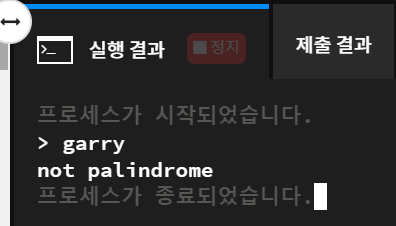 실행 결과
정지
제출 결과
프로세스가 시작되었습니다.
> garry
not palindrome
프로세스가 종료되었습니다.